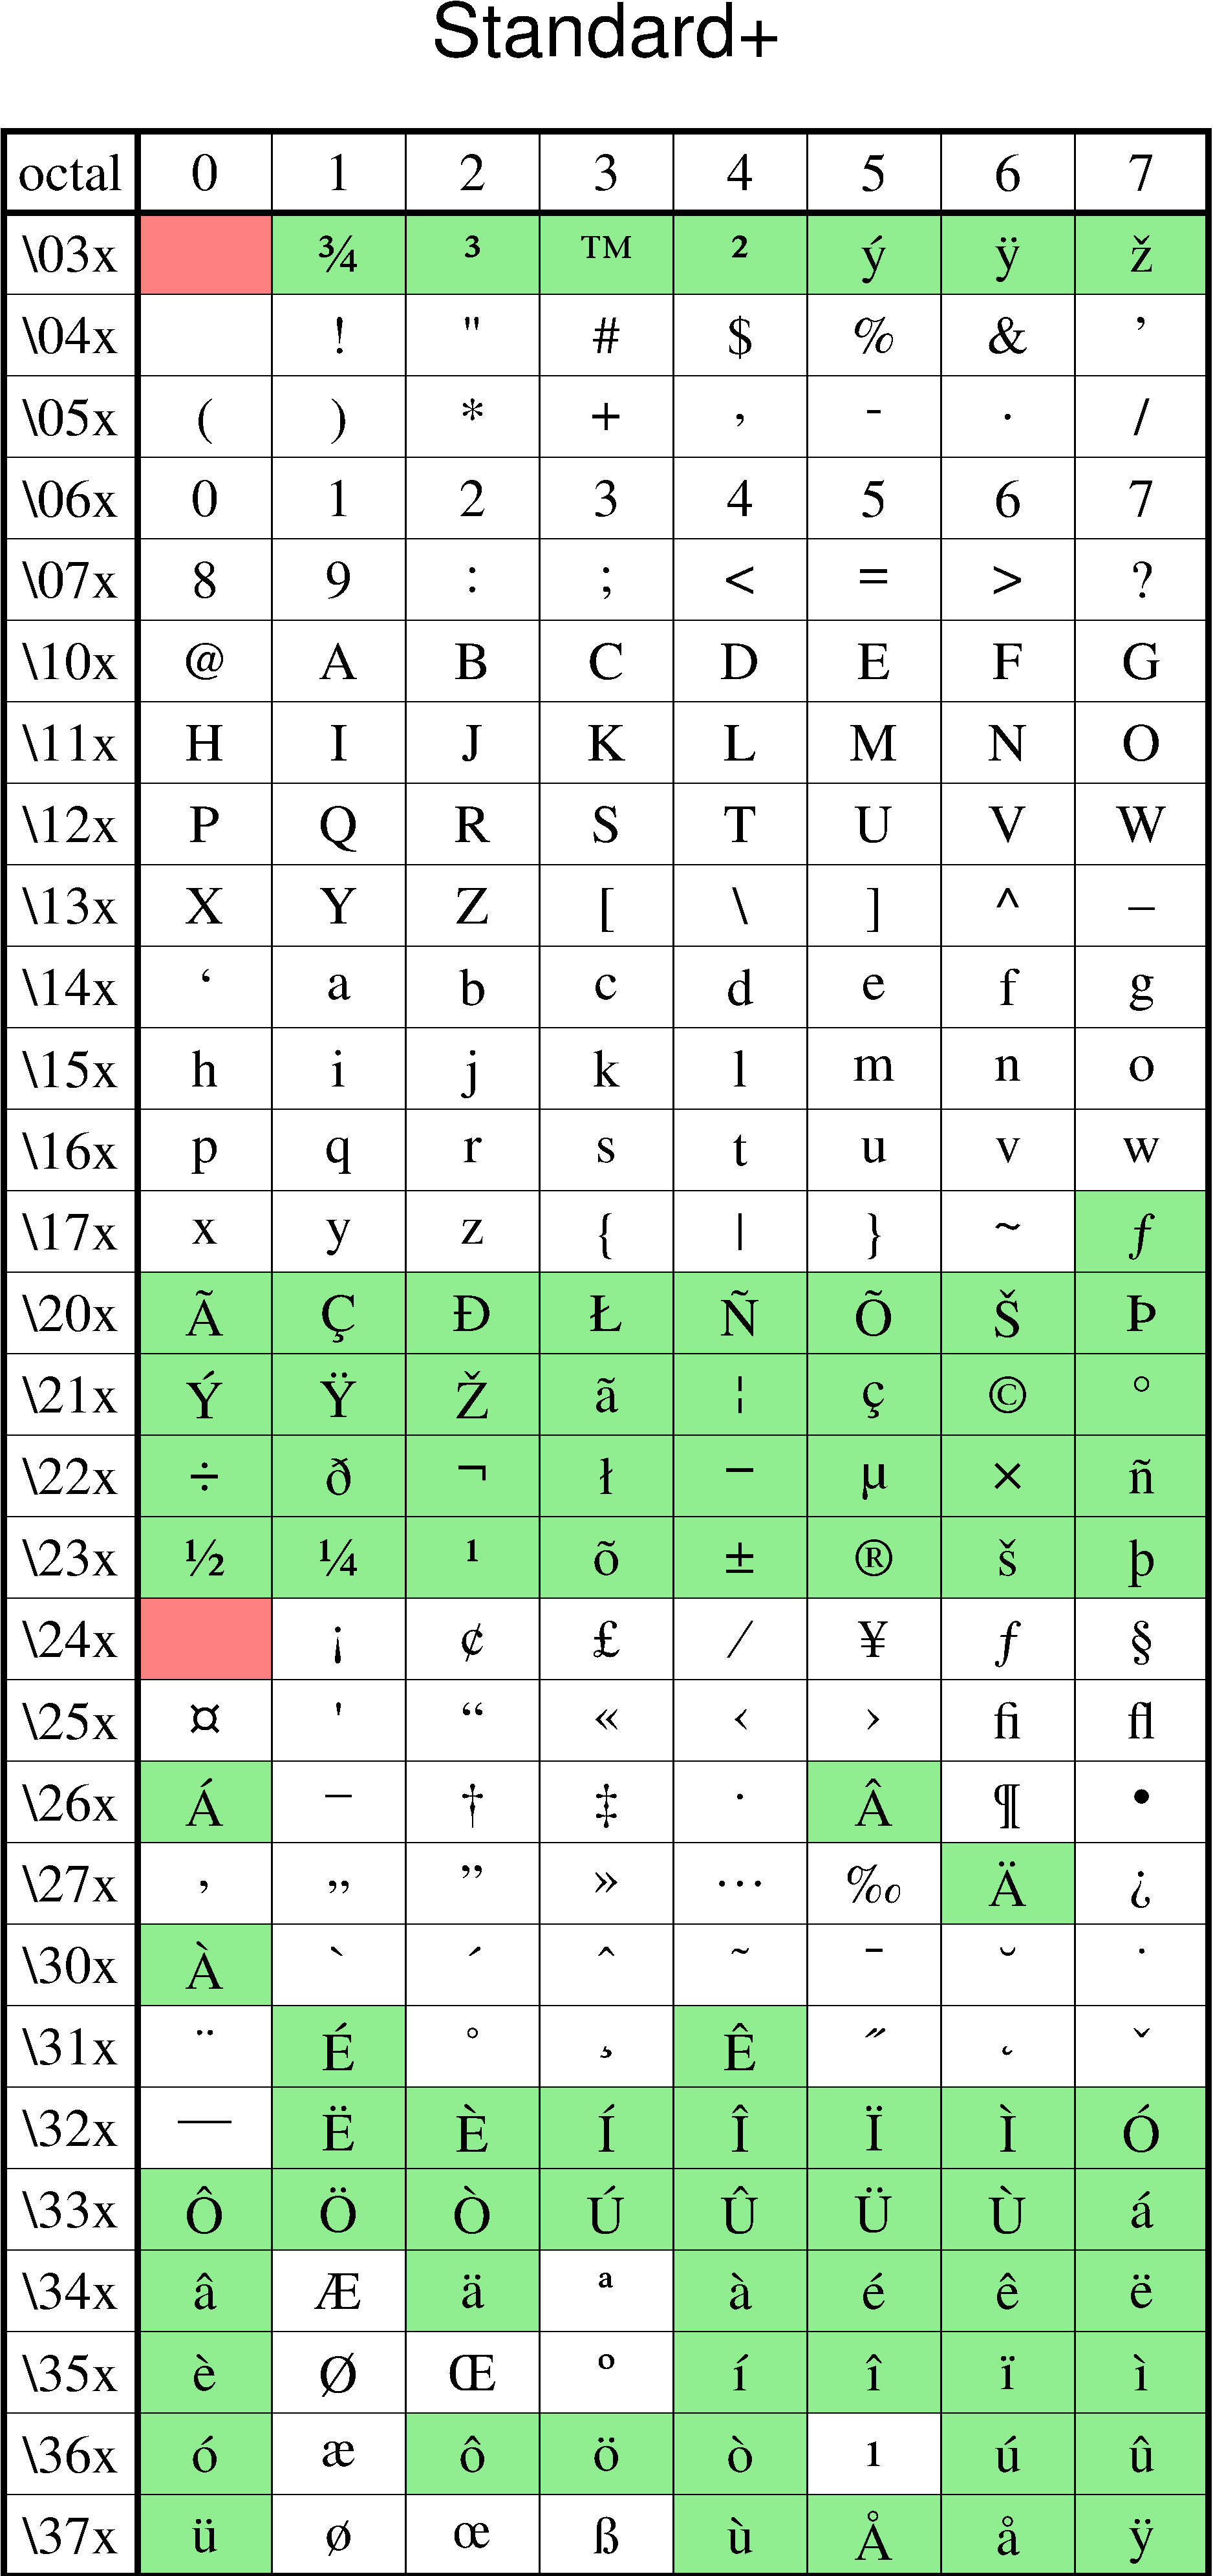 Standard+
octal 0 1 2 3 4 5 6 7
\03x ¾ ³ ™ ² ý ÿ ž
\04x ! " # $ % & ’
\05x ( ) * + , - . /
\06x 0 1 2 3 4 5 6 7
\07x 8 9 : ; < = > ?
\10x @ A B C D E F G
\11x H I J K L M N O
\12x P Q R S T U V W
\13x X Y Z [ \ ] ^ _
\14x ‘ a b c d e f g
\15x h i j k l m n o
\16x p q r s t u v w
\17x x y z { | } ~ ƒ
\20x Ã Ç Đ Ł Ñ Õ Š Þ
\21x Ý Ÿ Ž ã ¦ ç © °
\22x ÷ ð ¬ ł − µ × ñ
\23x ½ ¼ ¹ õ ± ® š þ
\24x ¡ ¢ £ ⁄ ¥ ƒ §
\25x ¤ ' “ « ‹ › ﬁ ﬂ
\26x Á – † ‡ · Â ¶ •
\27x ‚ „ ” » … ‰ Ä ¿
\30x À ` ´ ˆ ˜ ¯ ˘ ˙
\31x ¨ É ˚ ¸ Ê ˝ ˛ ˇ
\32x — Ë È Í Î Ï Ì Ó
\33x Ô Ö Ò Ú Û Ü Ù á
\34x â Æ ä ª à é ê ë
\35x è Ø Œ º í î ï ì
\36x ó æ ô ö ò ı ú û
\37x ü ø œ ß ù Å å ÿ